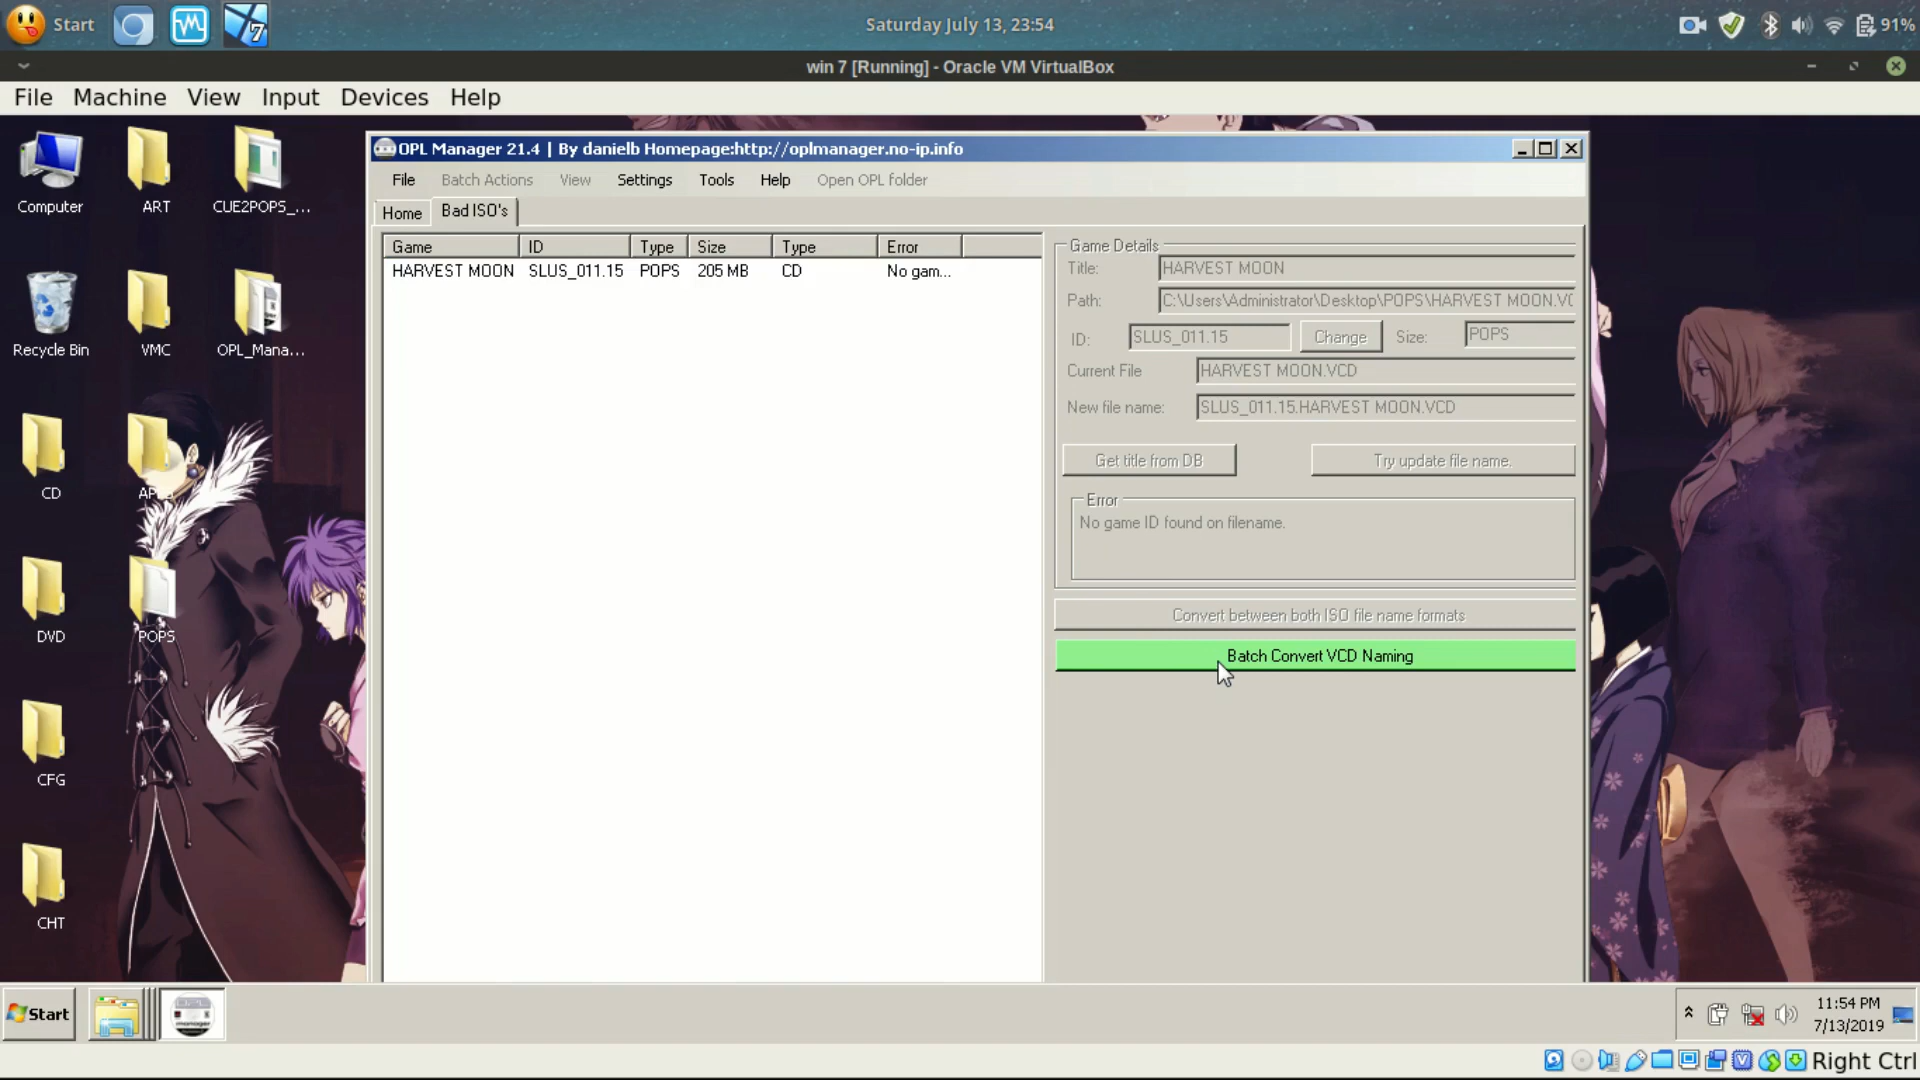 Start
7
Saturday July 13, 23:54
91%
win 7 [Running] - Oracle VM VirtualBox
File Machine View Input Devices Help
OPL Manager 21.4 | By danielb Homepage:http://oplmanager.no-ip.info
File Batch Actions View Settings Tools Help Open OPL folder
Home Bad ISO's
Game ID Type Size Type Error
HARVEST MOON SLUS_011.15 POPS 205 MB CD No gam...
Game Details
Title: HARVEST MOON
Path: C:\Users\Administrator\Desktop\POPS\HARVEST MOON.VC
ID: SLUS_011.15 Change Size: POPS
Current File HARVEST MOON.VCD
New file name: SLUS_011.15.HARVEST MOON.VCD
Get title from DB Try update file name.
Error
No game ID found on filename.
Convert between both ISO file name formats
Batch Convert VCD Naming
Computer ART CUE2POPS_...
Recycle Bin VMC OPL_Mana...
CD
DVD POPS
CFG
CHT
Start
manager
11:54 PM
7/13/2019
Right Ctrl